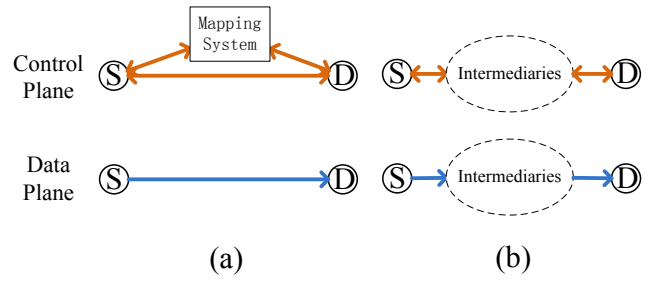 Mapping
System
Control
Plane
S
D
S
Intermediaries
D
Data
Plane
S
D
S
Intermediaries
D
(a)
(b)